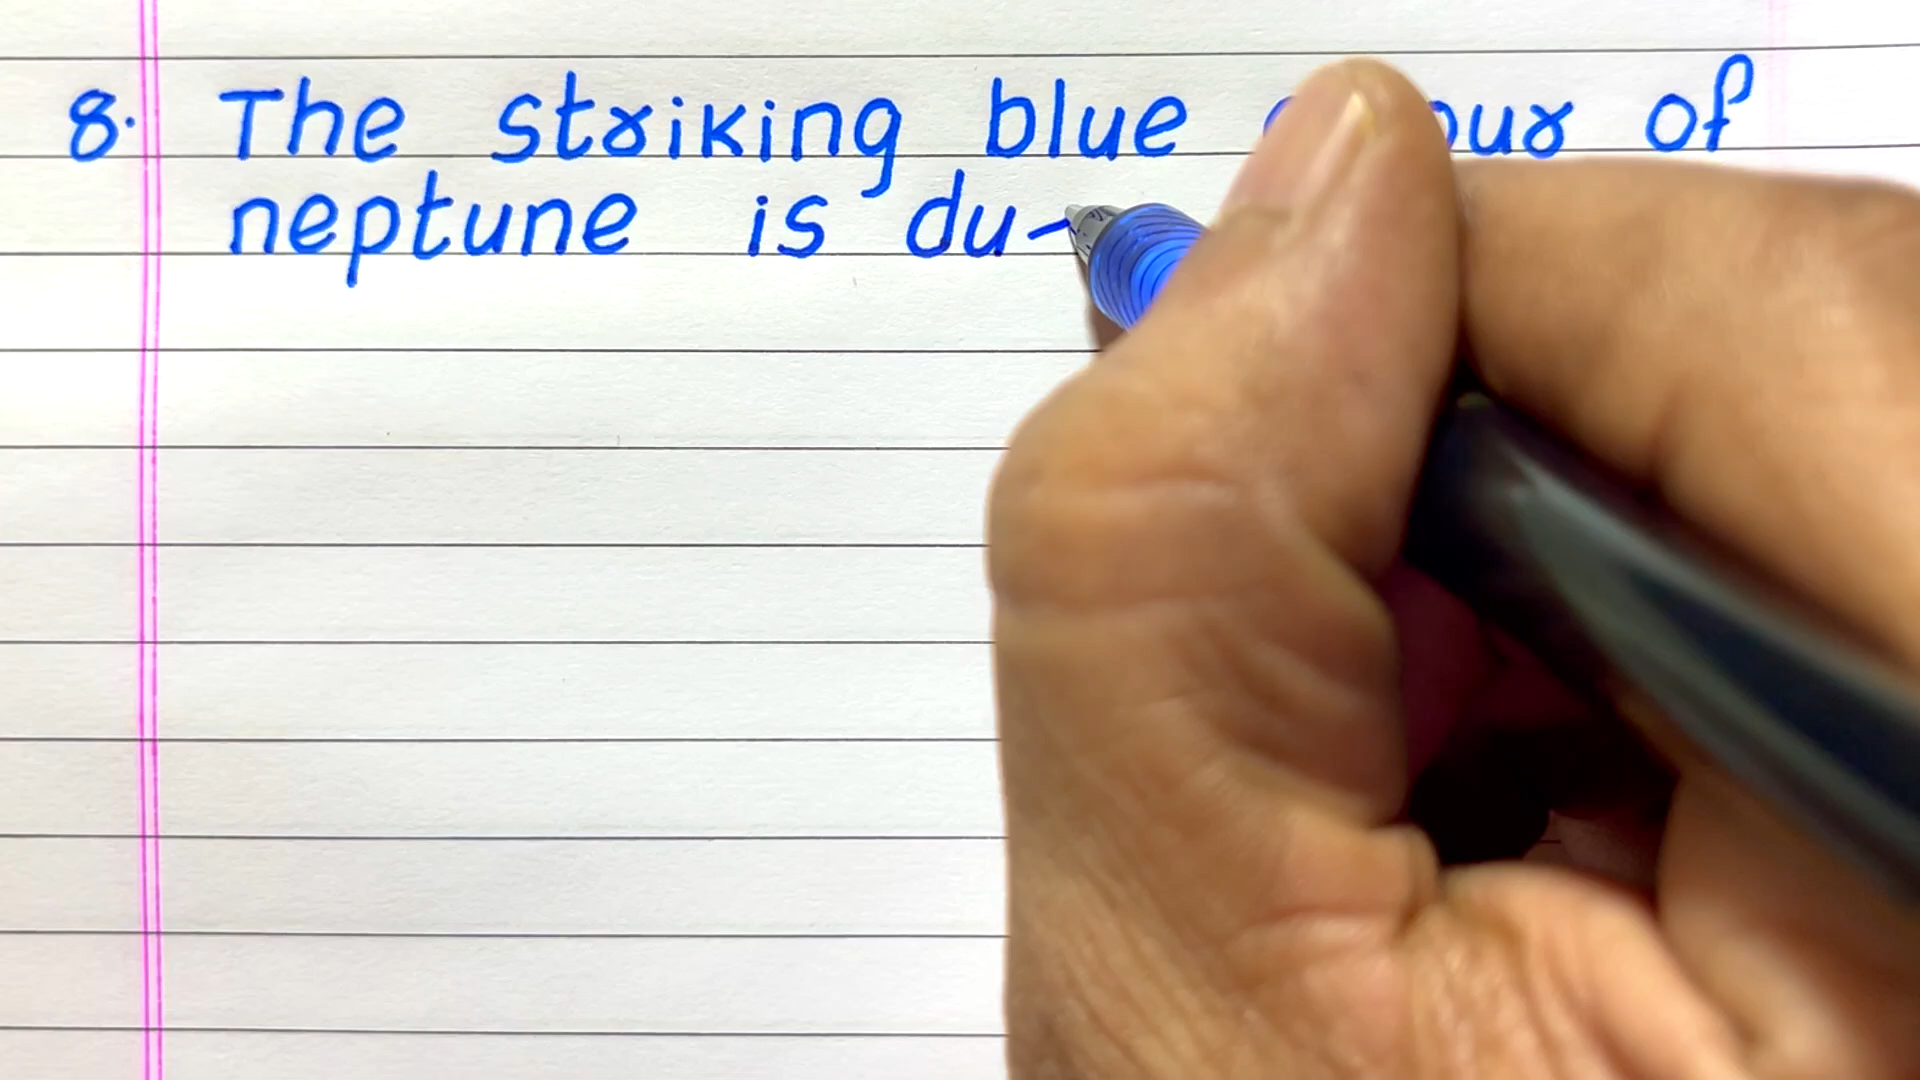 8. The striking blue of
neptune is du